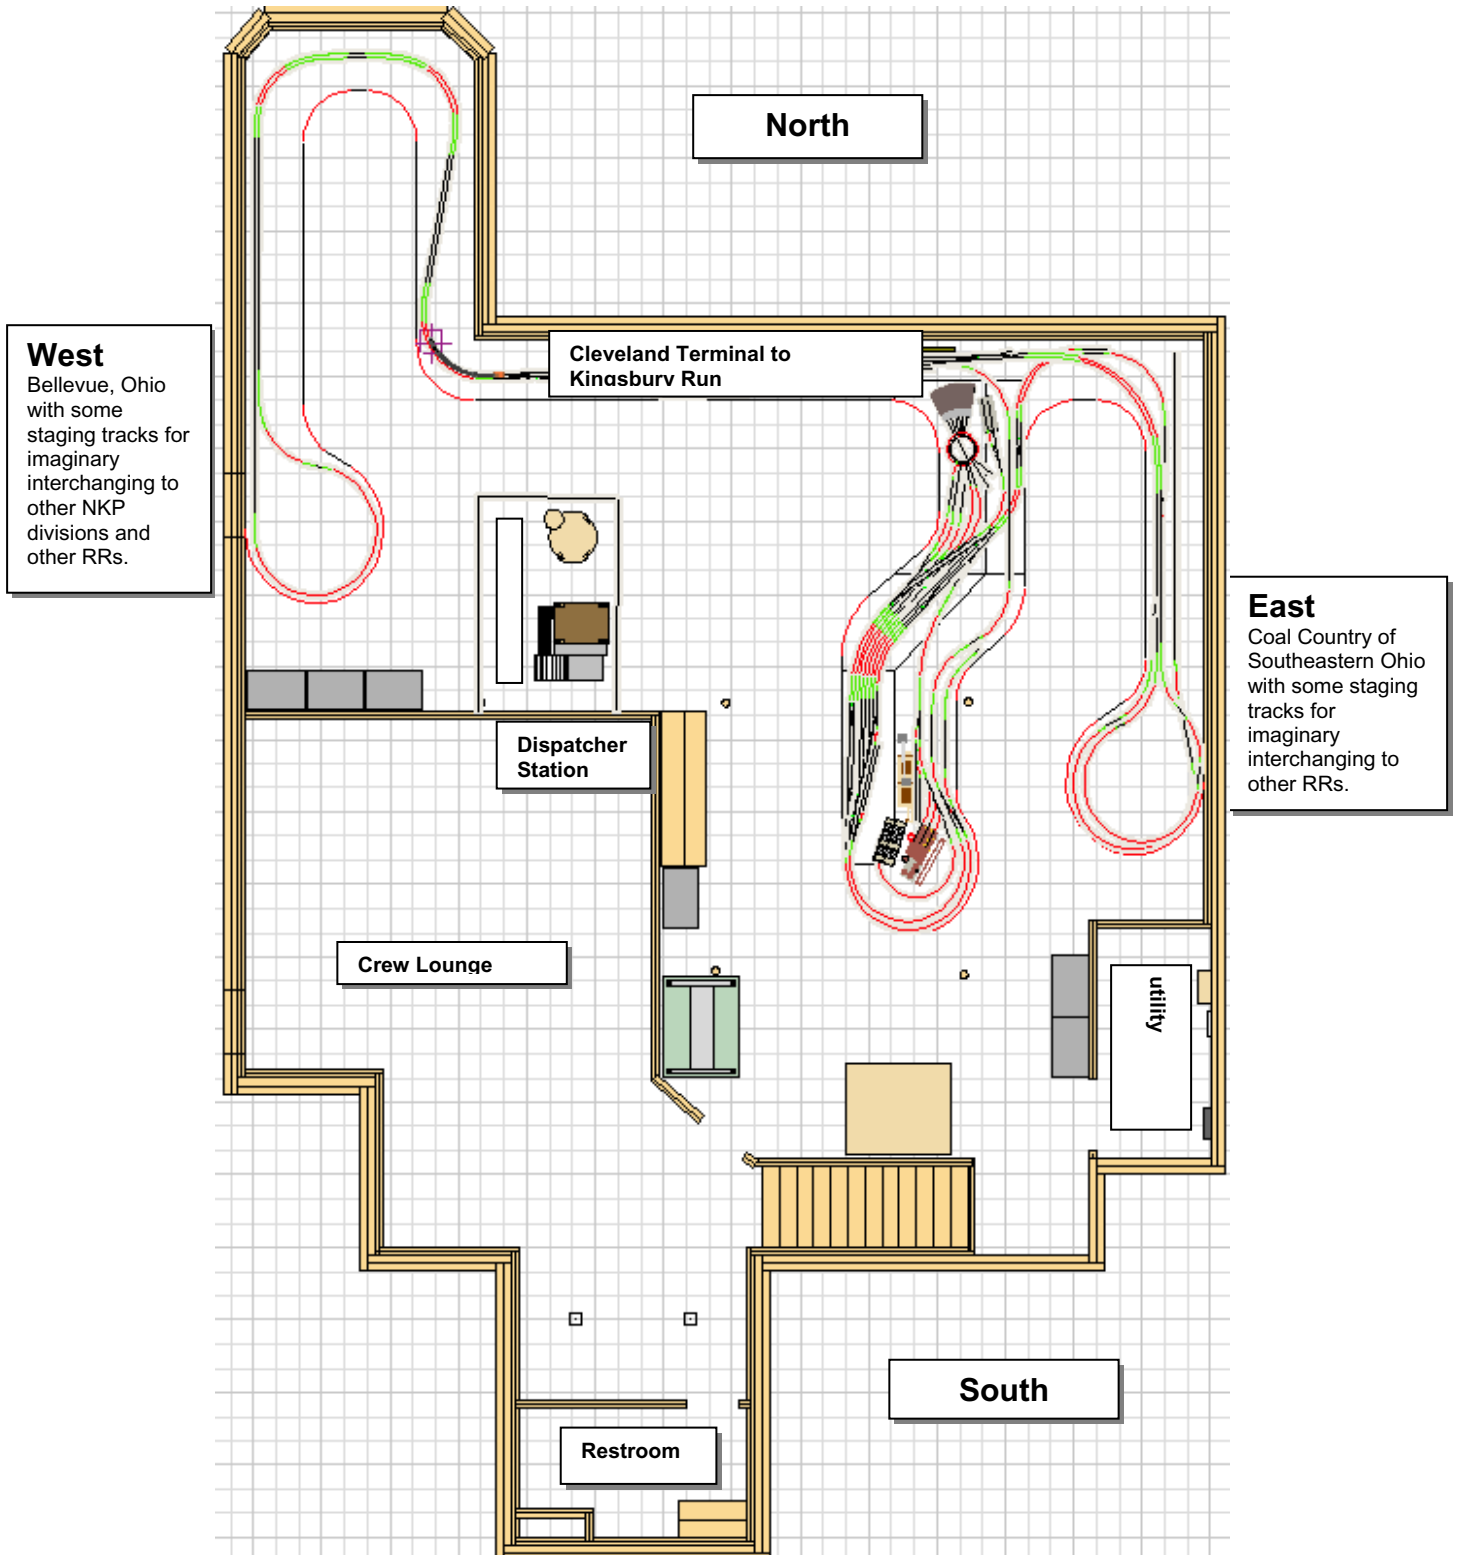 North
West
Bellevue, Ohio
with some
staging tracks for
imaginary
interchanging to
other NKP
divisions and
other RRs.
Cleveland Terminal to
Kingsbury Run
East
Coal Country of
Southeastern Ohio
with some staging
tracks for
imaginary
interchanging to
other RRs.
Dispatcher
Station
Crew Lounge
utility
South
Restroom